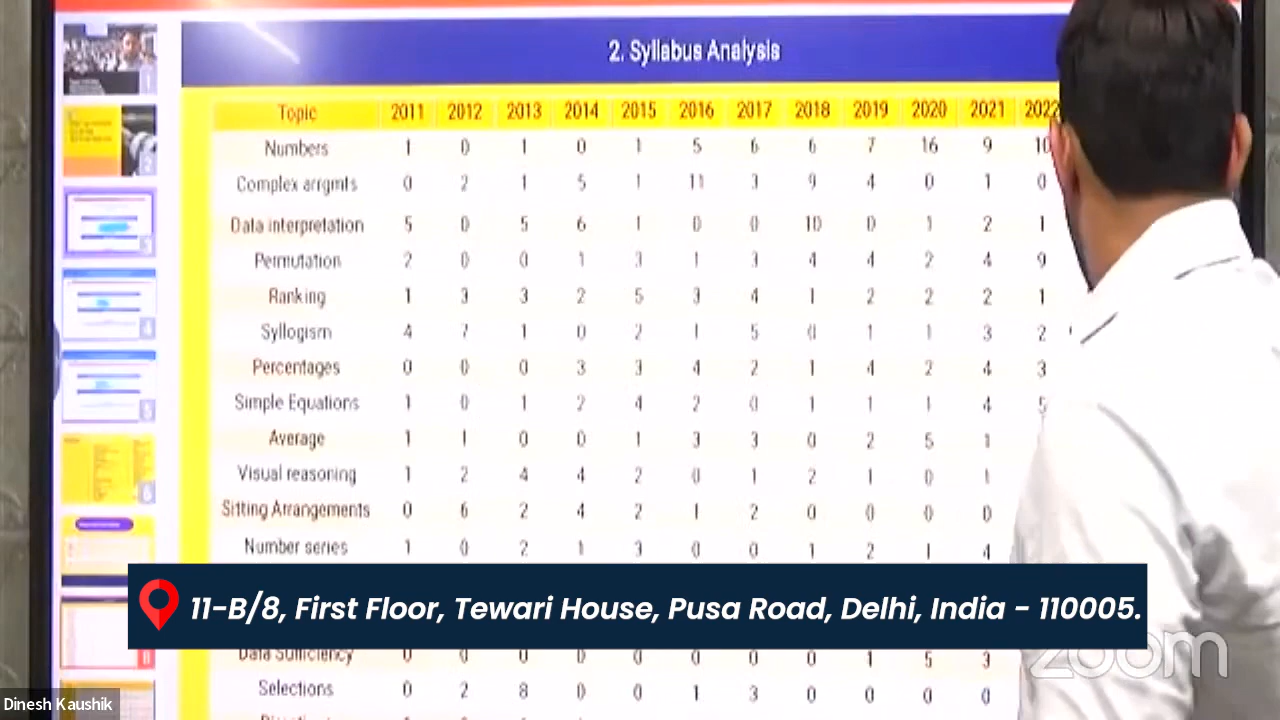 2. Syllabus Analysis
Topic 2011 2012 2013 2014 2015 2016 2017 2018 2019 2020 2021 2022
Numbers 1 0 1 0 1 5 6 6 7 16 9 10
Complex arrgmts 0 2 1 5 1 11 3 9 4 0 1 0
Data interpretation 5 0 5 6 1 0 0 10 0 1 2 1
Permutation 2 0 0 1 3 1 3 4 4 2 4 9
Ranking 1 3 3 2 5 3 4 1 2 2 2 1
Syllogism 4 7 1 0 2 1 5 0 1 1 3 2
Percentages 0 0 0 3 3 4 2 1 4 2 4 3
Simple Equations 1 0 1 2 4 2 0 1 1 1 4 5
Average 1 1 0 0 1 3 3 0 2 5 1
Visual reasoning 1 2 4 4 2 0 1 2 1 0 1
Sitting Arrangements 0 6 2 4 2 1 2 0 0 0 0
Number series 1 0 2 1 3 0 0 1 2 1 4
11-B/8, First Floor, Tewari House, Pusa Road, Delhi, India - 110005.
Data Sufficiency 0 0 0 0 0 0 0 0 1 5 3
zoom
Selections 0 2 8 0 0 1 3 0 0 0 0
Dinesh Kaushik